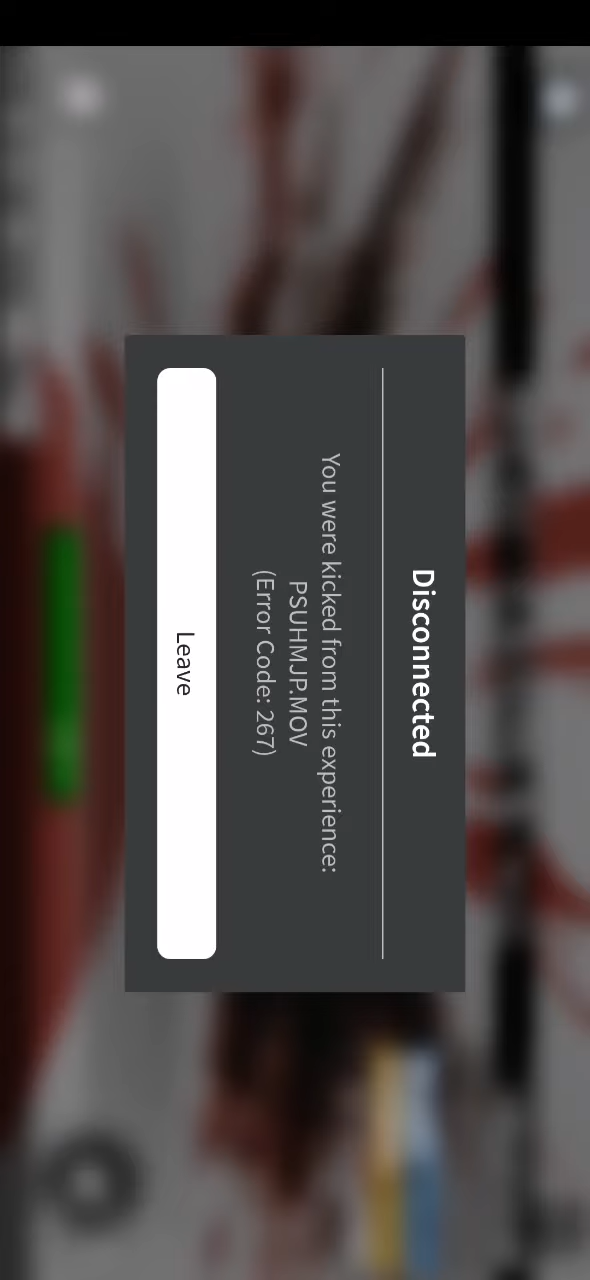 Disconnected
You were kicked from this experience:
PSUHMJP.MOV
(Error Code: 267)
Leave